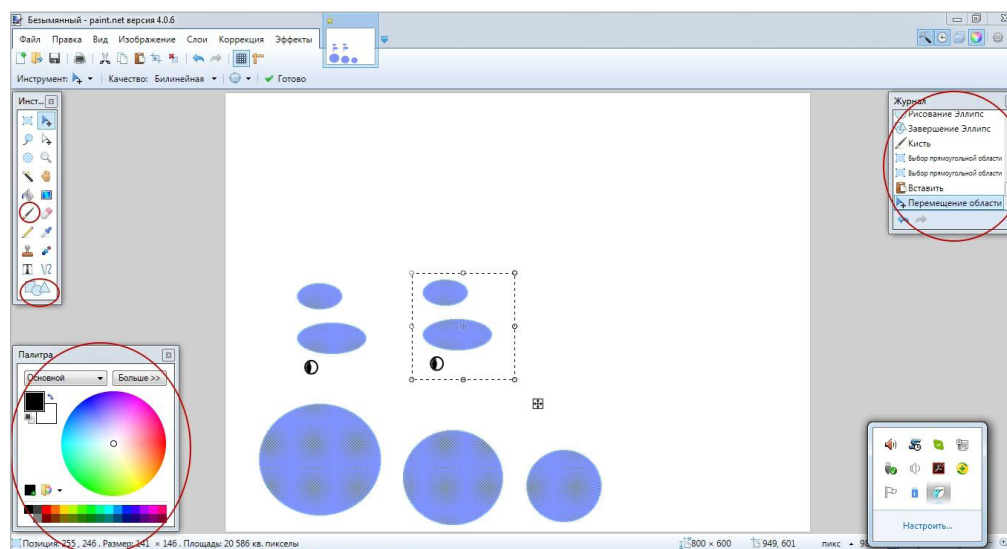 Безымянный - paint.net версия 4.0.6
Файл Правка Вид Изображение Слои Коррекция Эффекты
Инструмент: Качество: Билинейная Готово
Инст...
Журнал
Рисование Эллипс
Завершение Эллипс
Кисть
Выбор прямоугольной области
Выбор прямоугольной области
Вставить
Перемещение области
Палитра
Основной Больше >>
Настроить...
Позиция: 255 , 246 . Размер: 141 × 146 . Площадь: 20 586 кв. пикселы
800 × 600 949, 601 пикс